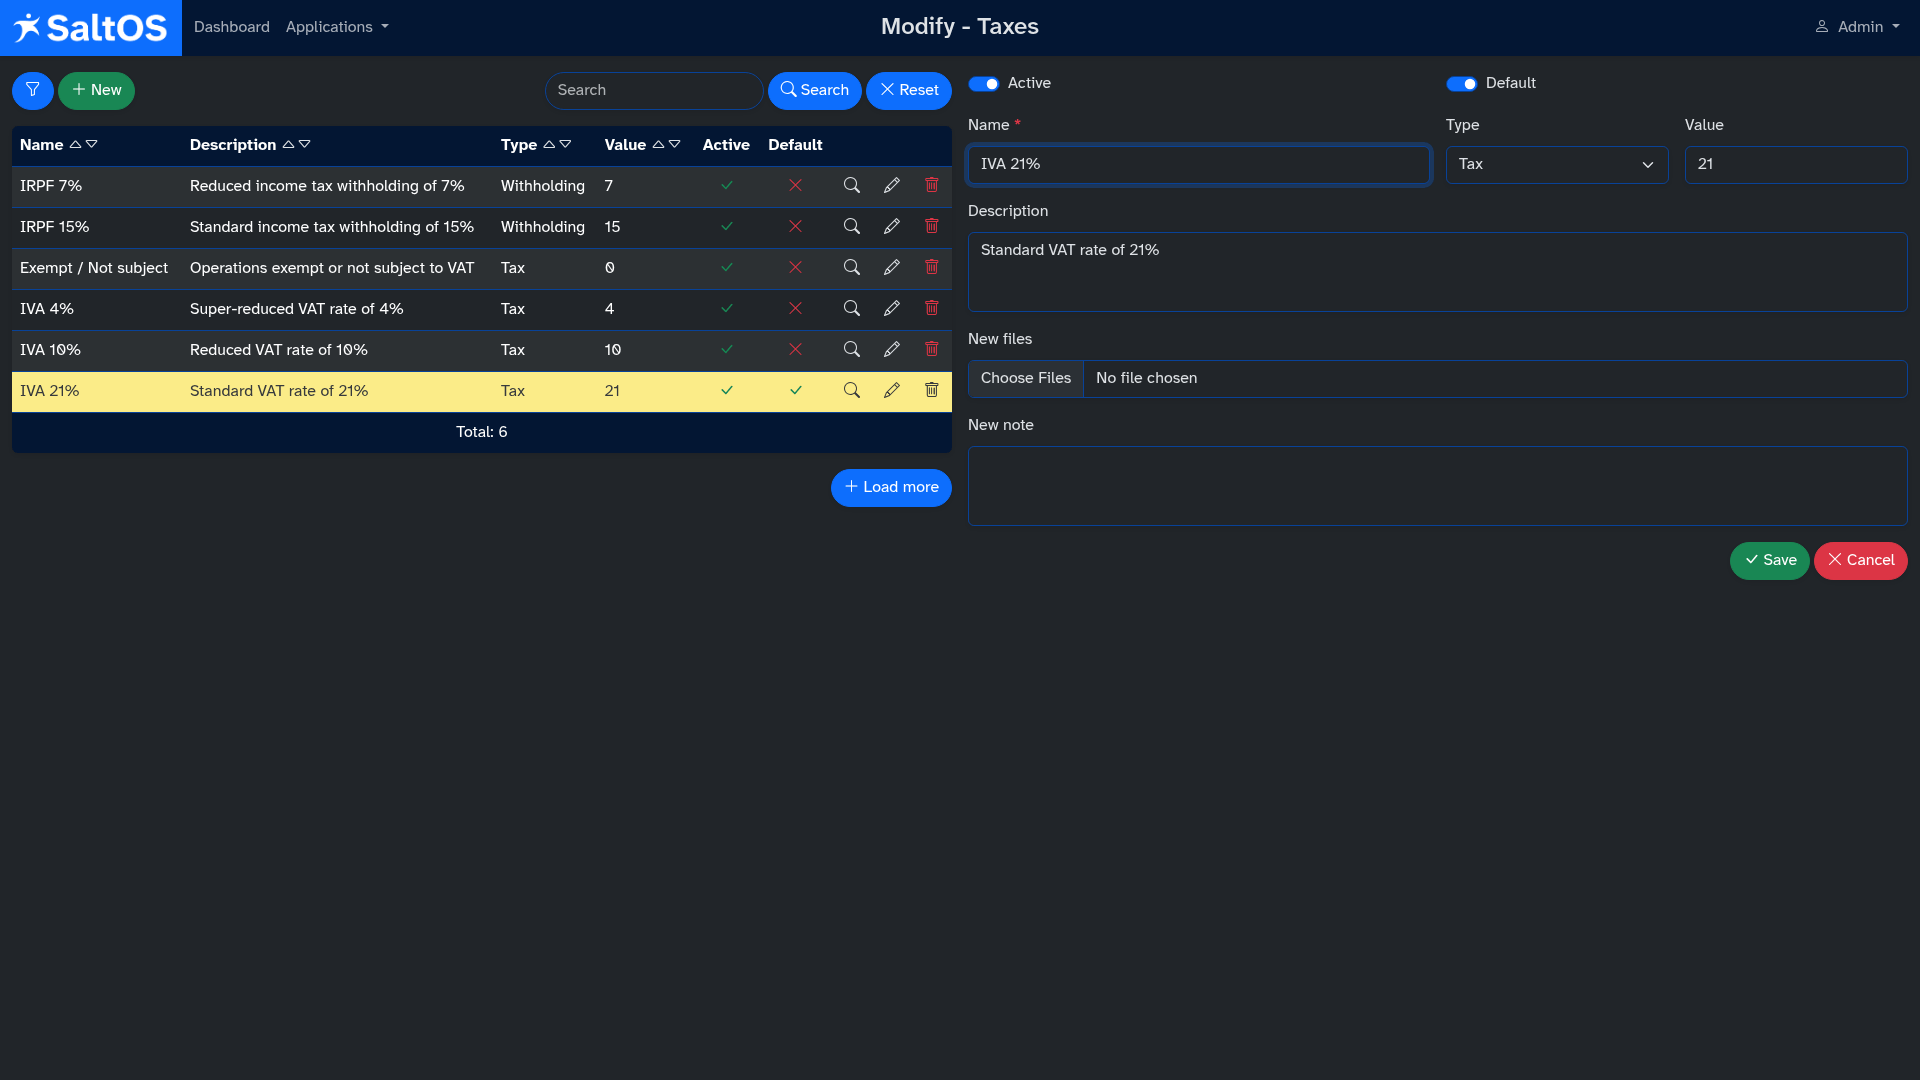 SaltOS
Dashboard Applications
Modify - Taxes
Admin
New
Search
Search
Reset
Name Description Type Value Active Default
IRPF 7% Reduced income tax withholding of 7% Withholding 7
IRPF 15% Standard income tax withholding of 15% Withholding 15
Exempt / Not subject Operations exempt or not subject to VAT Tax 0
IVA 4% Super-reduced VAT rate of 4% Tax 4
IVA 10% Reduced VAT rate of 10% Tax 10
IVA 21% Standard VAT rate of 21% Tax 21
Total: 6
Load more
Active Default
Name * Type Value
IVA 21% Tax 21
Description
Standard VAT rate of 21%
New files
Choose Files No file chosen
New note
Save Cancel